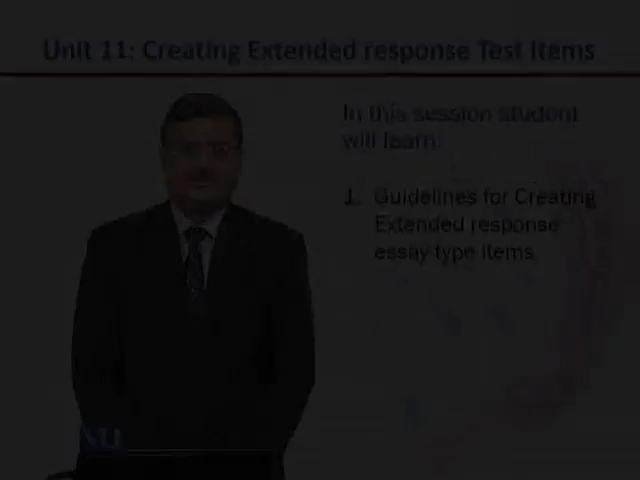 Unit 11: Creating Extended response Test Items
In this session student
will learn
1. Guidelines for Creating
Extended response
essay type items